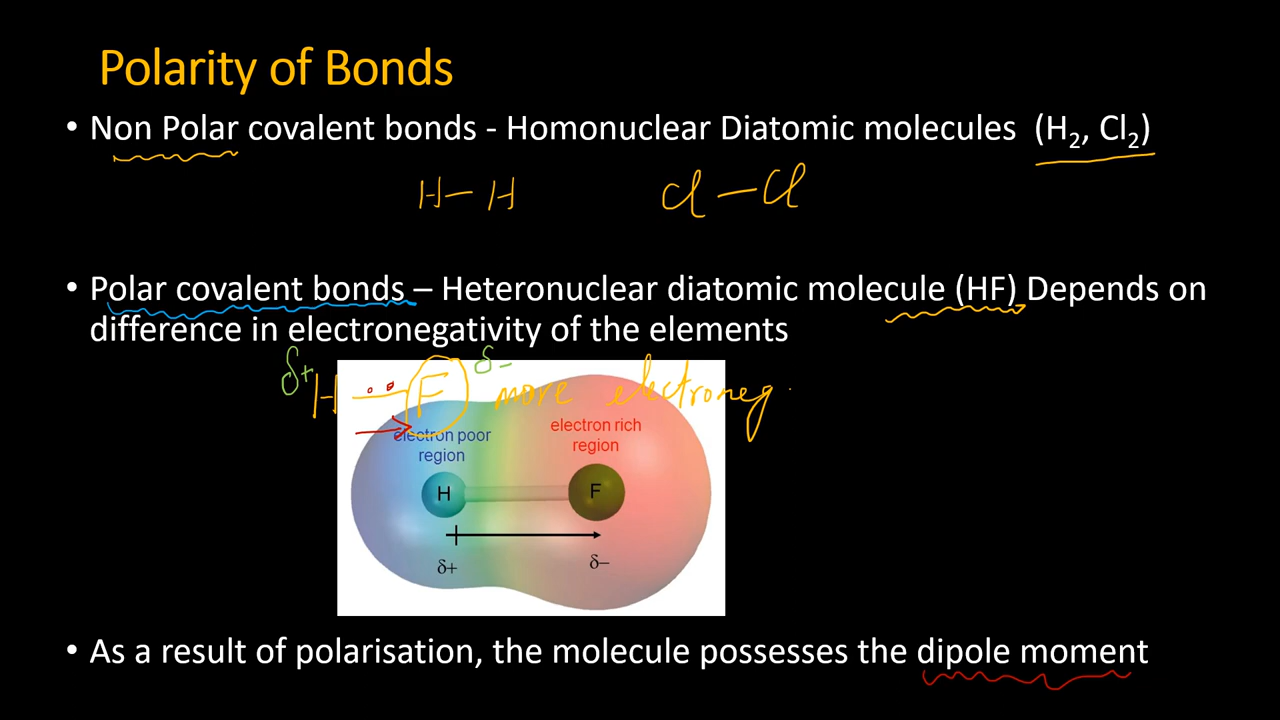 Polarity of Bonds
• Non Polar covalent bonds - Homonuclear Diatomic molecules (H₂, Cl₂)
H — H Cl — Cl
• Polar covalent bonds – Heteronuclear diatomic molecule (HF) Depends on
difference in electronegativity of the elements
δ+ δ-
H — F more electroneg.
electron poor
region
electron rich
region
H F
δ+ δ−
• As a result of polarisation, the molecule possesses the dipole moment